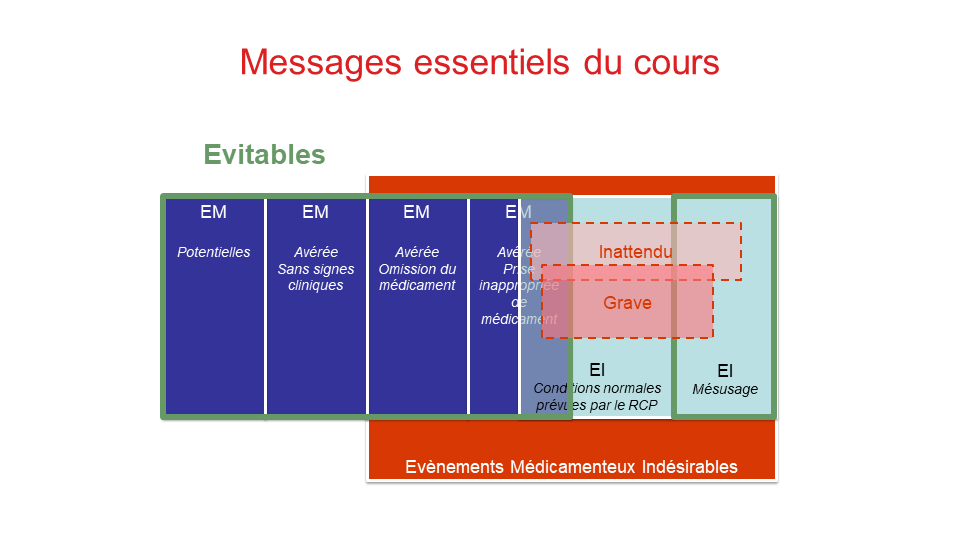 Messages essentiels du cours
Evitables
EM
Potentielles
EM
Avérée
Sans signes
cliniques
EM
Avérée
Omission du
médicament
EM
Avérée
Prise
inappropriée
de
médicament
Inattendu
Grave
EI
Conditions normales
prévues par le RCP
EI
Mésusage
Evènements Médicamenteux Indésirables